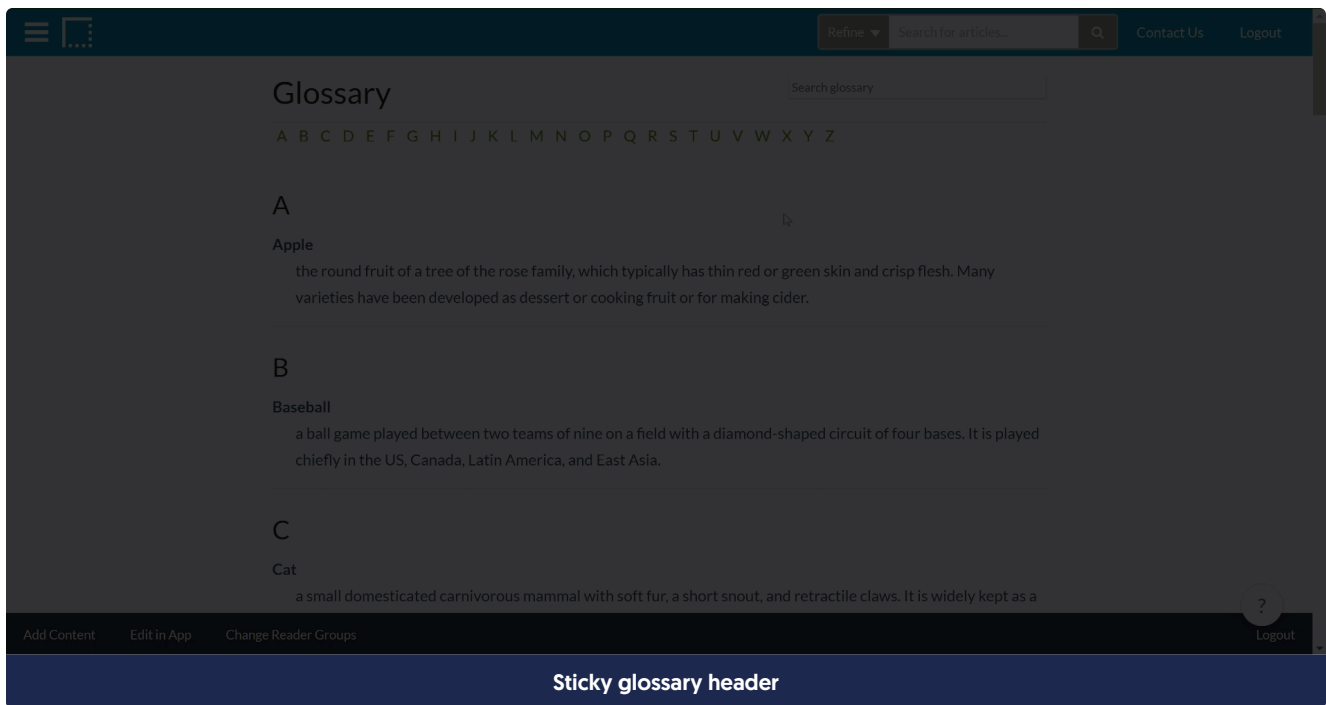 Refine Search for articles... Contact Us Logout
Glossary
Search glossary
A B C D E F G H I J K L M N O P Q R S T U V W X Y Z
A
Apple
the round fruit of a tree of the rose family, which typically has thin red or green skin and crisp flesh. Many
varieties have been developed as dessert or cooking fruit or for making cider.
B
Baseball
a ball game played between two teams of nine on a field with a diamond-shaped circuit of four bases. It is played
chiefly in the US, Canada, Latin America, and East Asia.
C
Cat
a small domesticated carnivorous mammal with soft fur, a short snout, and retractile claws. It is widely kept as a
?
Add Content Edit in App Change Reader Groups Logout
Sticky glossary header